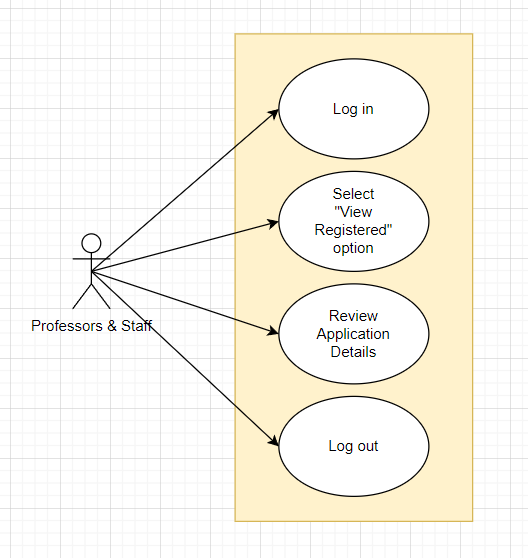 Log in
Select
"View
Registered"
option
Professors & Staff
Review
Application
Details
Log out